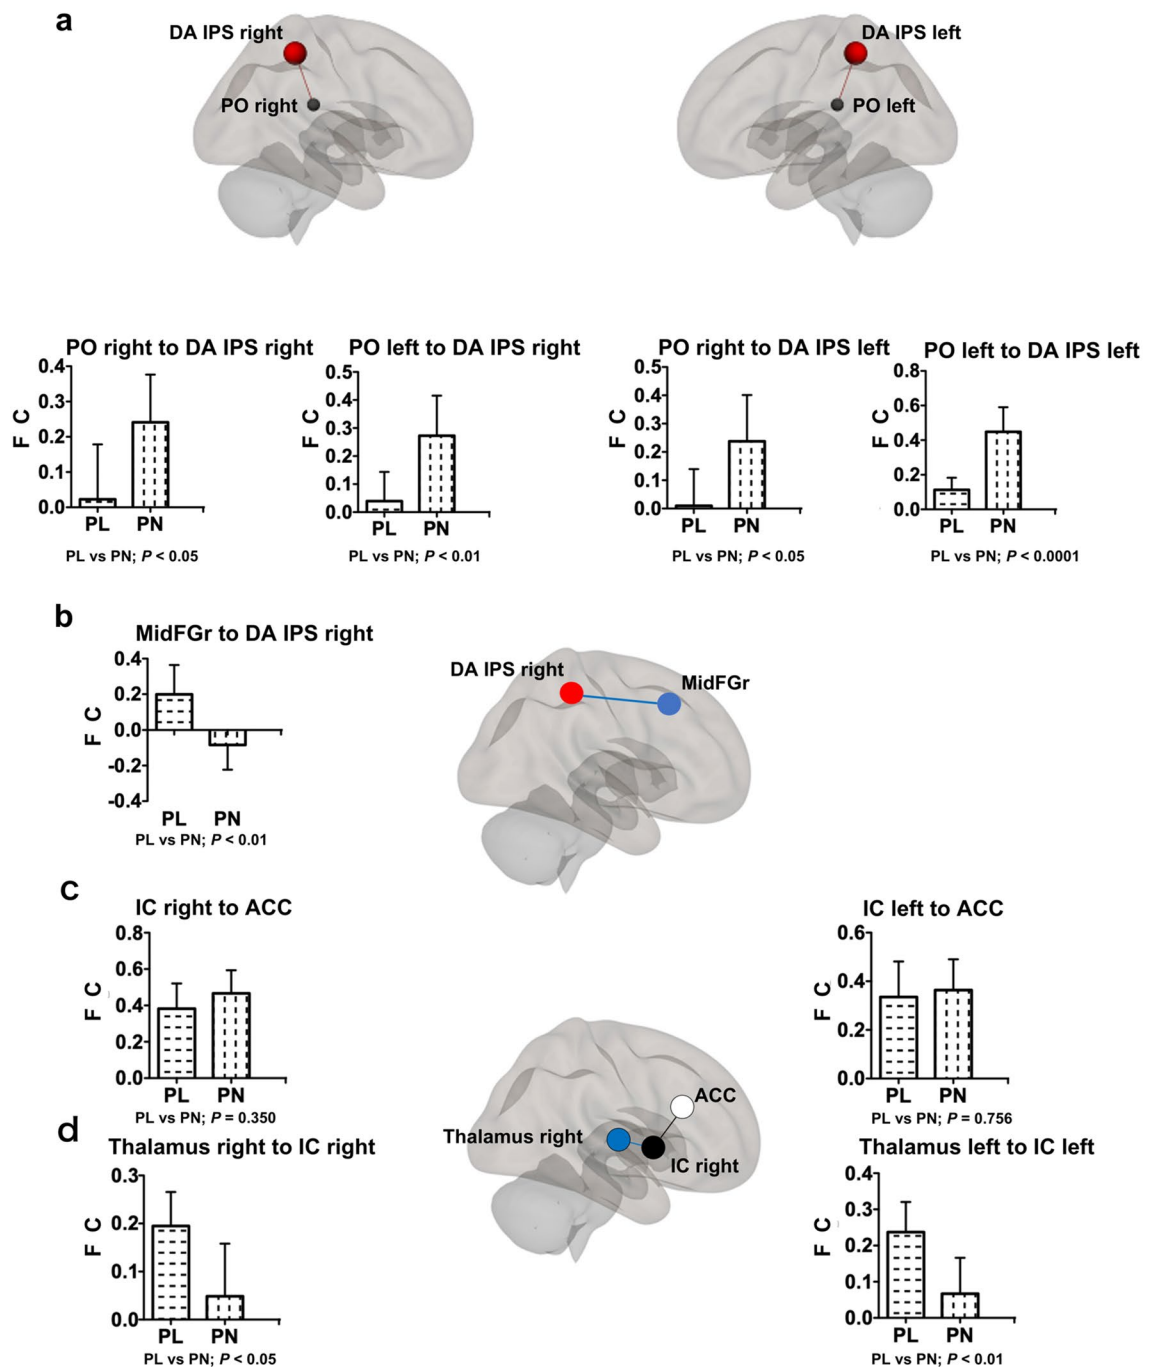 a
DA IPS right
PO right
DA IPS left
PO left
PO right to DA IPS right
0.4
0.3
0.2
0.1
0.0
F C
PL PN
PL vs PN; P < 0.05
PO left to DA IPS right
0.5
0.4
0.3
0.2
0.1
0.0
F C
PL PN
PL vs PN; P < 0.01
PO right to DA IPS left
0.5
0.4
0.3
0.2
0.1
0.0
F C
PL PN
PL vs PN; P < 0.05
PO left to DA IPS left
0.8
0.6
0.4
0.2
0.0
F C
PL PN
PL vs PN; P < 0.0001
b
MidFGr to DA IPS right
0.4
0.2
0.0
-0.2
-0.4
F C
PL PN
PL vs PN; P < 0.01
DA IPS right
MidFGr
c
IC right to ACC
0.8
0.6
0.4
0.2
0.0
F C
PL PN
PL vs PN; P = 0.350
IC left to ACC
0.6
0.4
0.2
0.0
F C
PL PN
PL vs PN; P = 0.756
ACC
Thalamus right
IC right
d
Thalamus right to IC right
0.3
0.2
0.1
0.0
F C
PL PN
PL vs PN; P < 0.05
Thalamus left to IC left
0.4
0.3
0.2
0.1
0.0
F C
PL PN
PL vs PN; P < 0.01